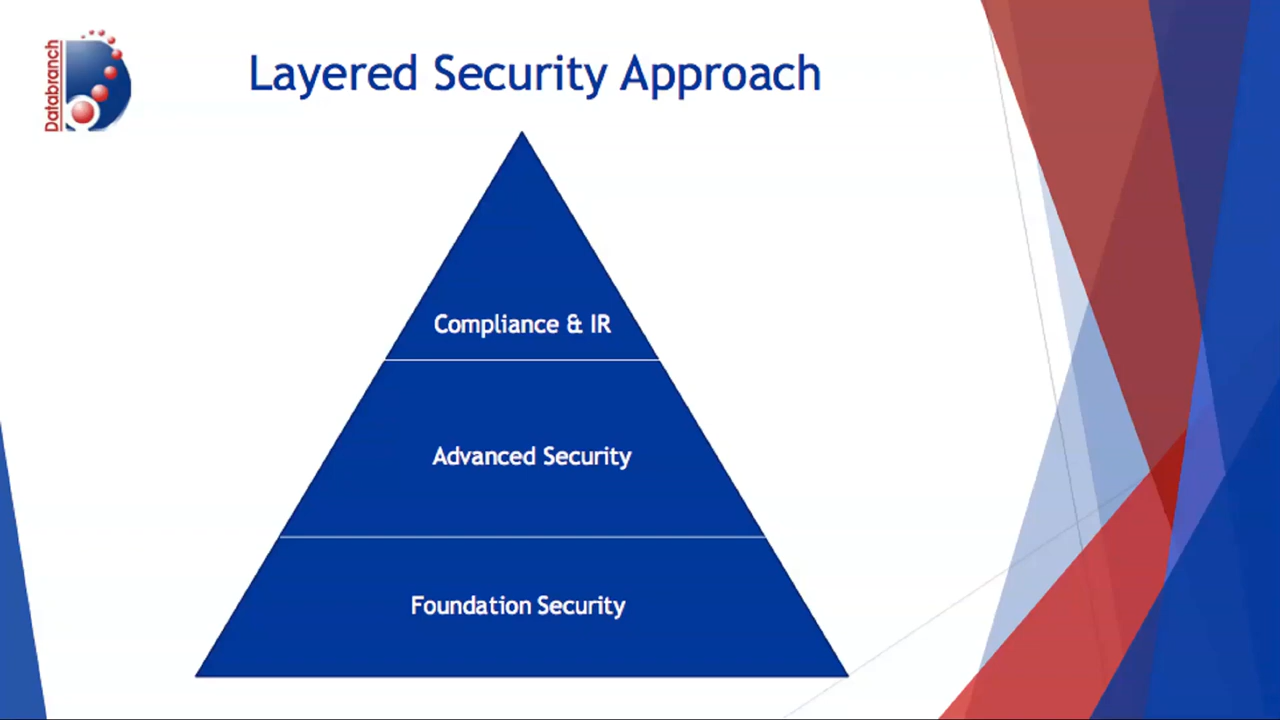 Databranch
Layered Security Approach
Compliance & IR
Advanced Security
Foundation Security